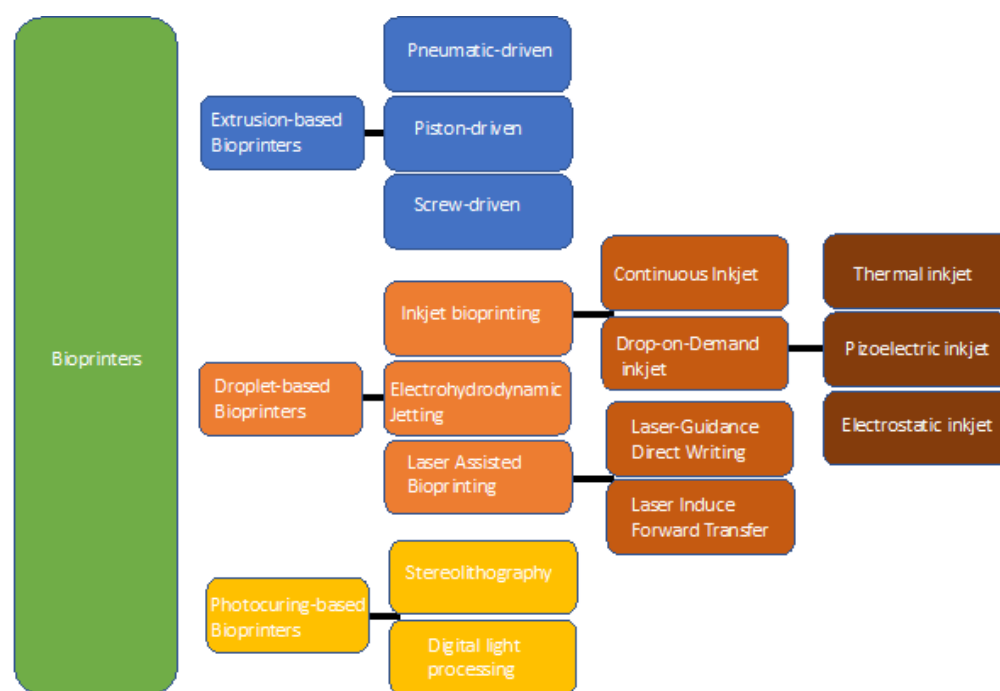 Bioprinters
Extrusion-based
Bioprinters
Pneumatic-driven
Piston-driven
Screw-driven
Droplet-based
Bioprinters
Inkjet bioprinting
Continuous Inkjet
Drop-on-Demand
inkjet
Thermal inkjet
Pizoelectric inkjet
Electrostatic inkjet
Electrohydrodynamic
Jetting
Laser Assisted
Bioprinting
Laser-Guidance
Direct Writing
Laser Induce
Forward Transfer
Photocuring-based
Bioprinters
Stereolithography
Digital light
processing